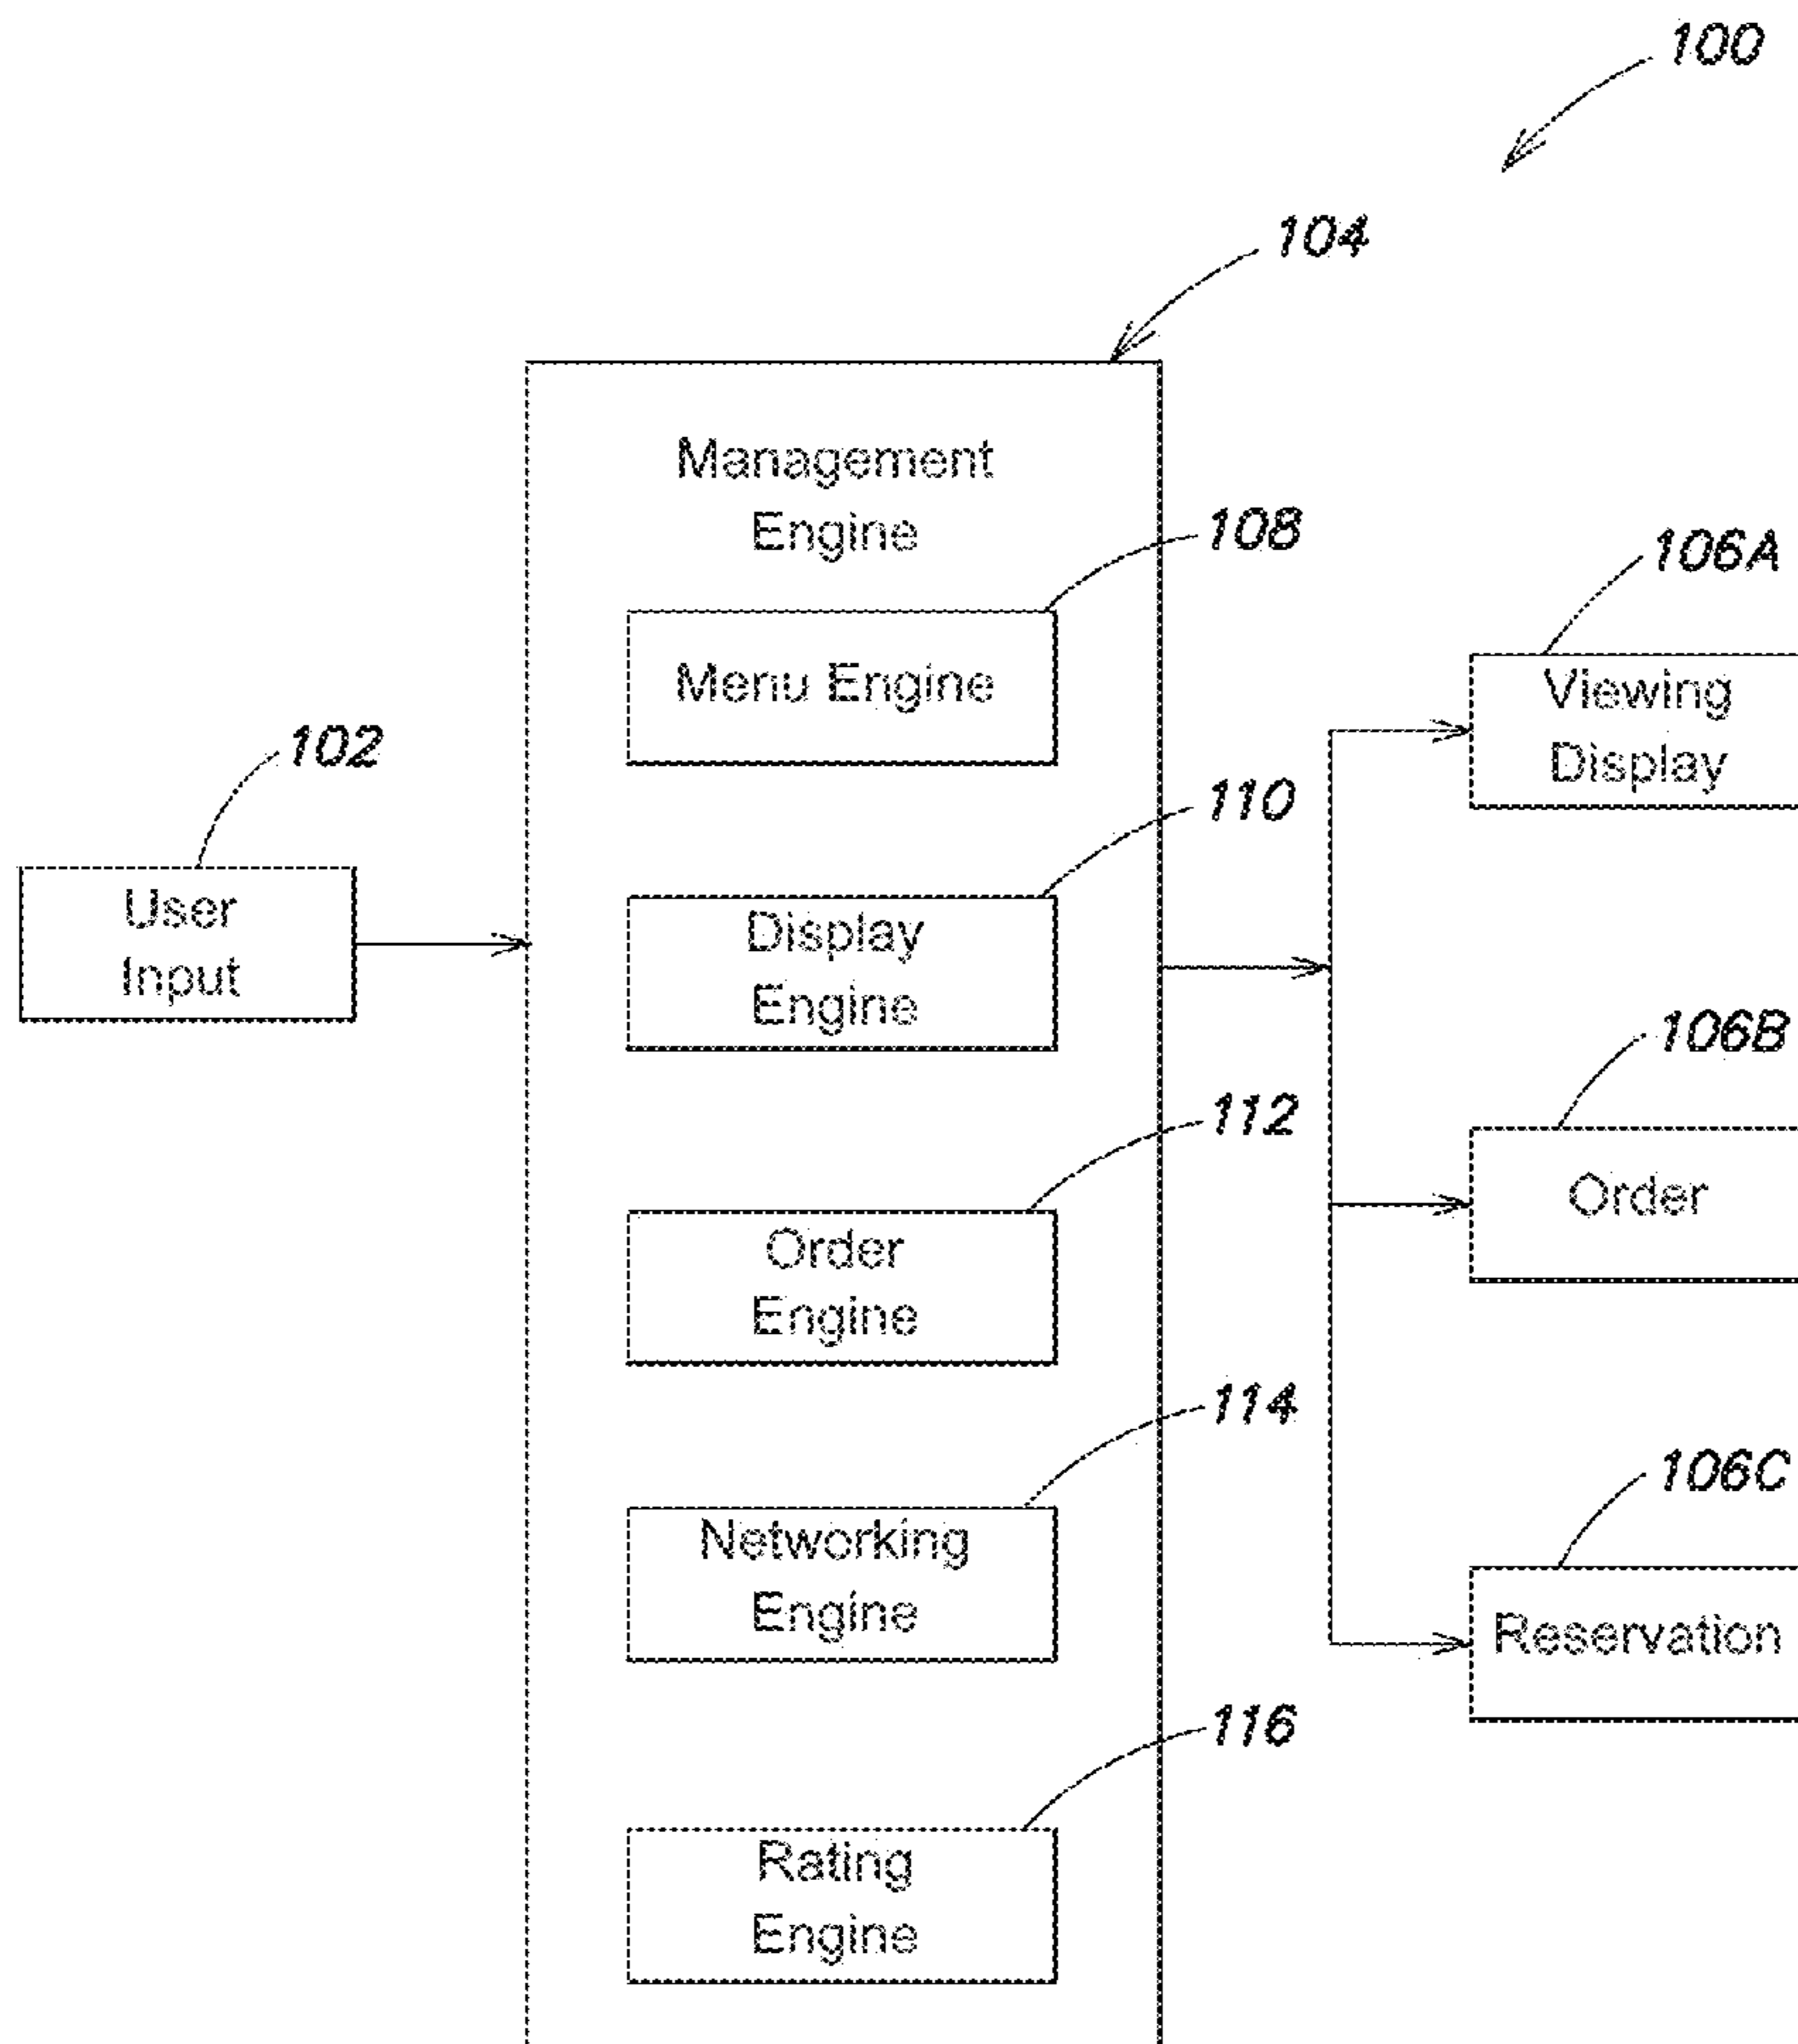 100
104
Management
Engine
108
Menu Engine
106A
Viewing
Display
102
User
Input
110
Display
Engine
106B
Order
112
Order
Engine
114
Networking
Engine
106C
Reservation
116
Rating
Engine